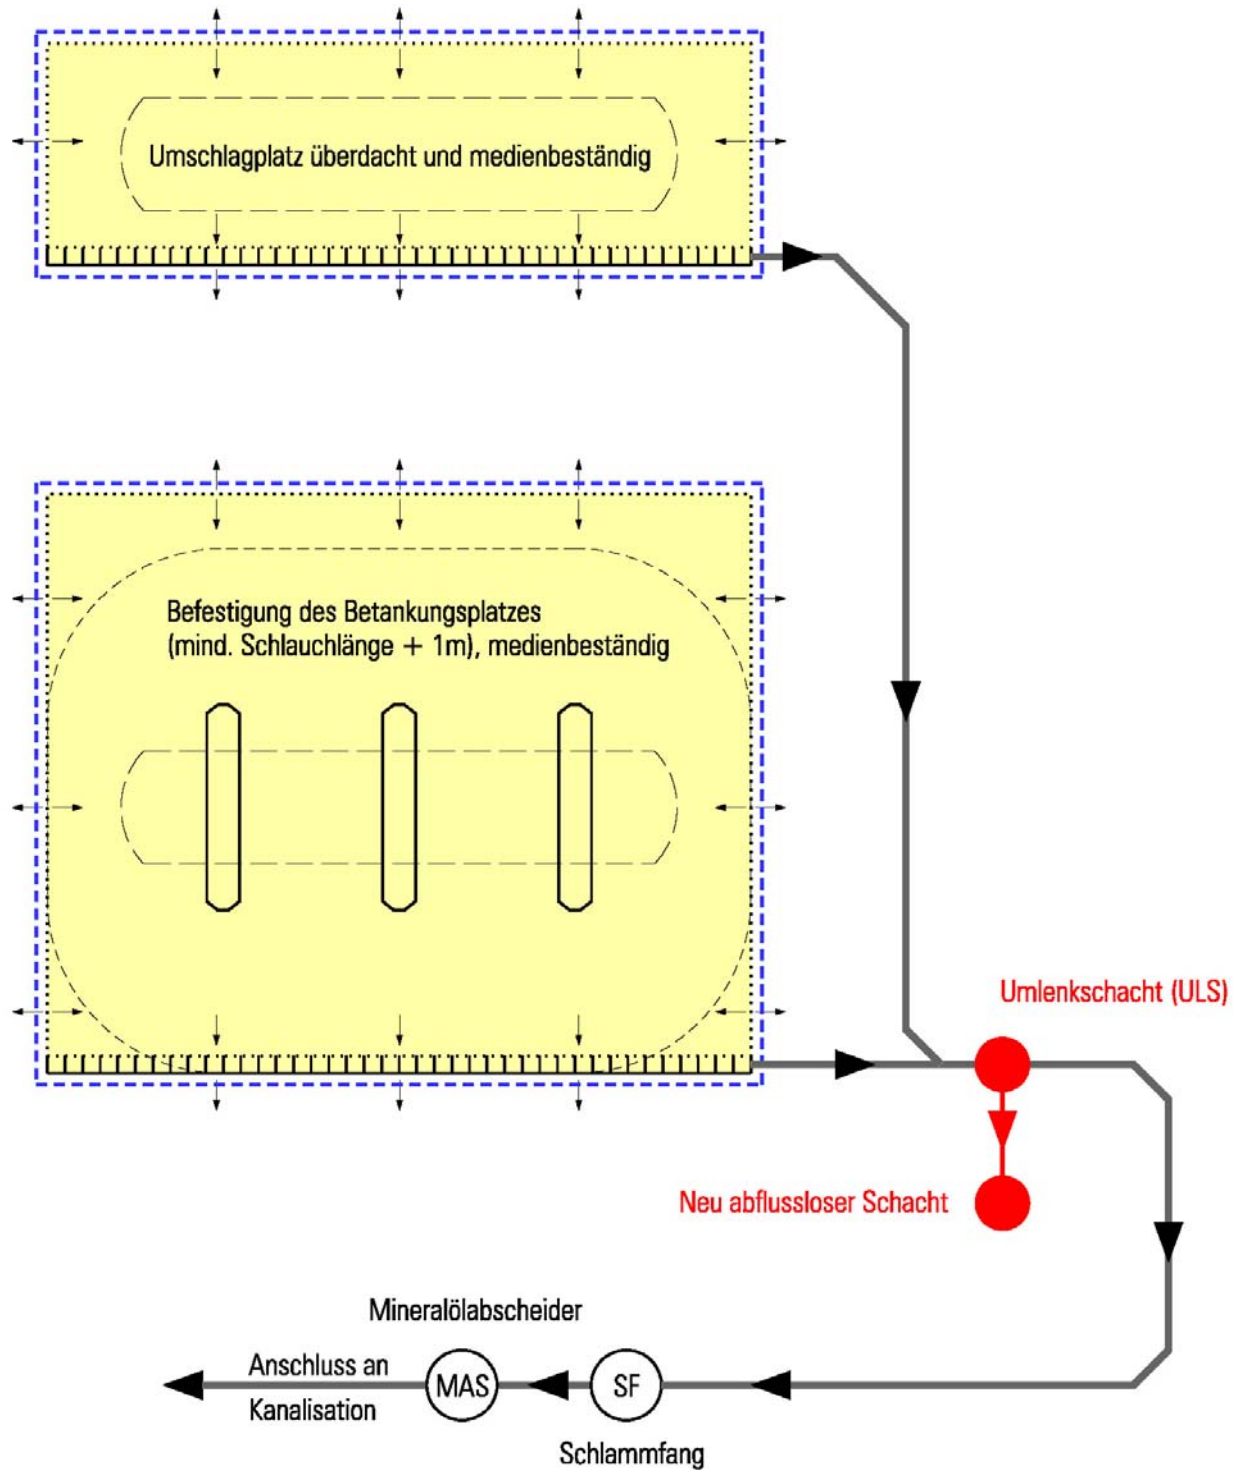 Umschlagplatz überdacht und medienbeständig
Befestigung des Betankungsplatzes
(mind. Schlauchlänge + 1m), medienbeständig
Umlenkschacht (ULS)
Neu abflussloser Schacht
Mineralölabscheider
Anschluss an
Kanalisation
MAS
SF
Schlammfang